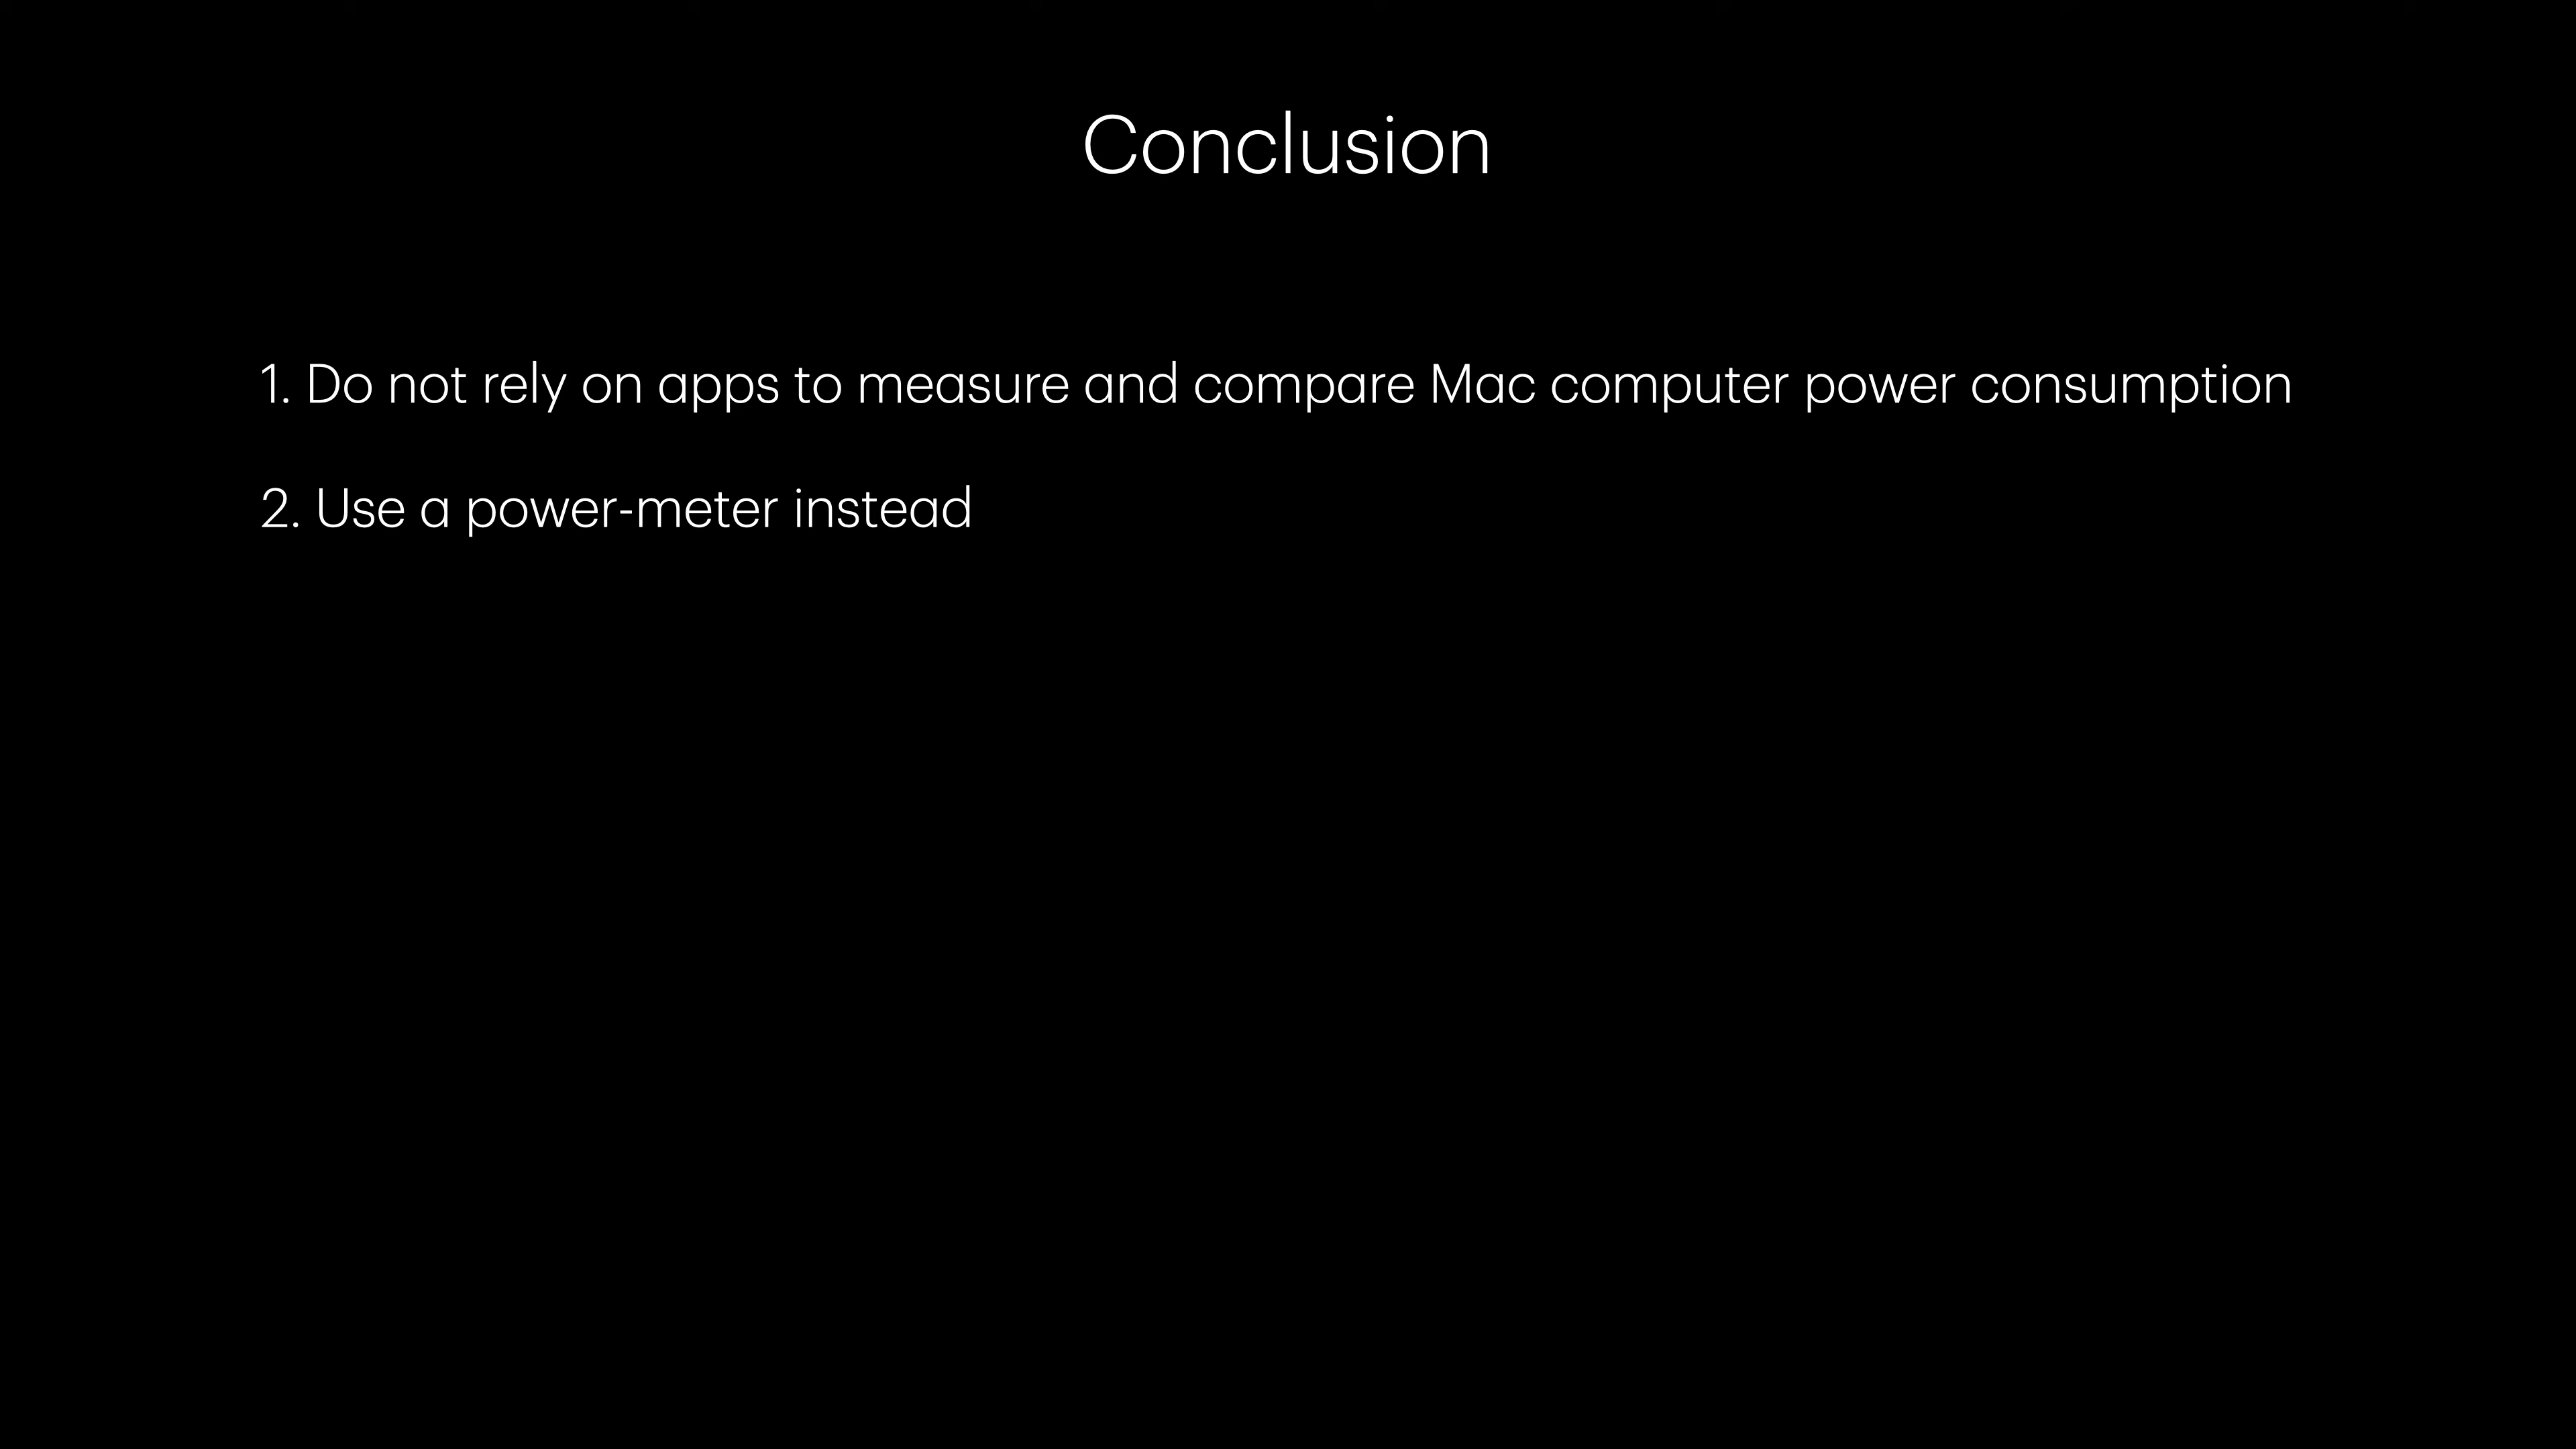 Conclusion
1. Do not rely on apps to measure and compare Mac computer power consumption
2. Use a power-meter instead